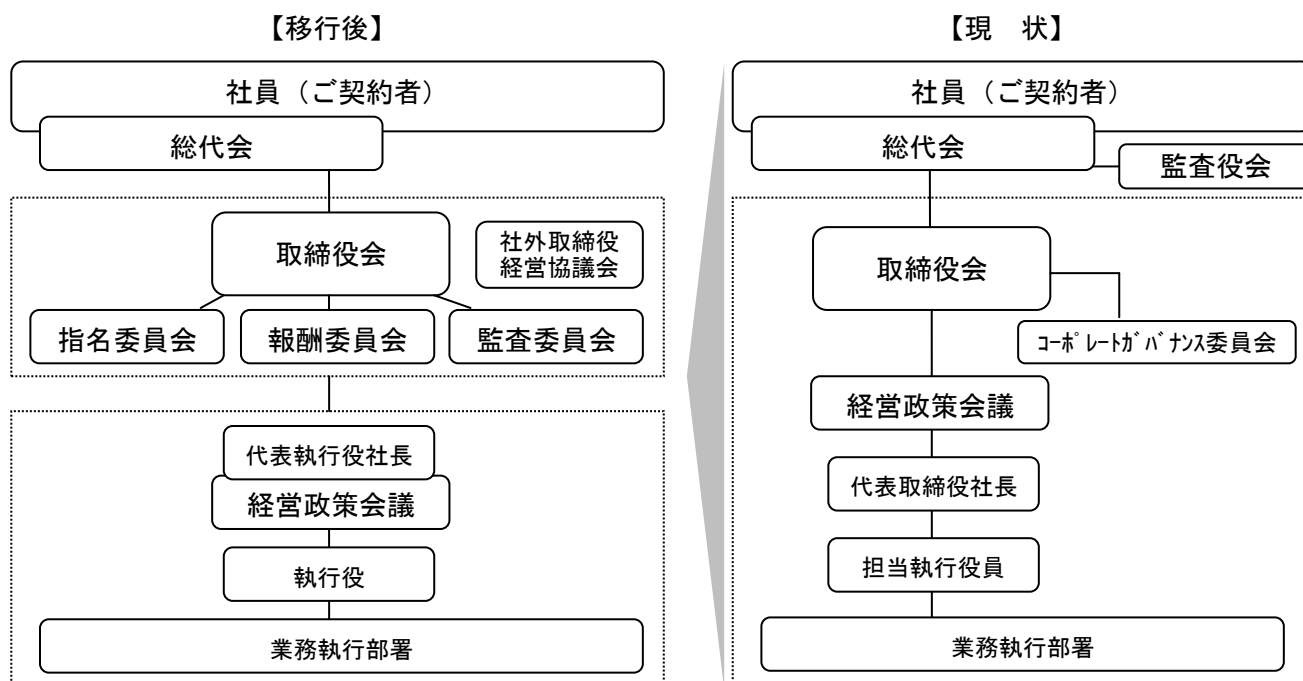 【移行後】
社員（ご契約者）
総代会
取締役会
社外取締役
経営協議会
指名委員会
報酬委員会
監査委員会
代表執行役社長
経営政策会議
執行役
業務執行部署
【現　状】
社員（ご契約者）
総代会
監査役会
取締役会
ｺｰﾎﾟﾚｰﾄｶﾞﾊﾞﾅﾝｽ委員会
経営政策会議
代表取締役社長
担当執行役員
業務執行部署